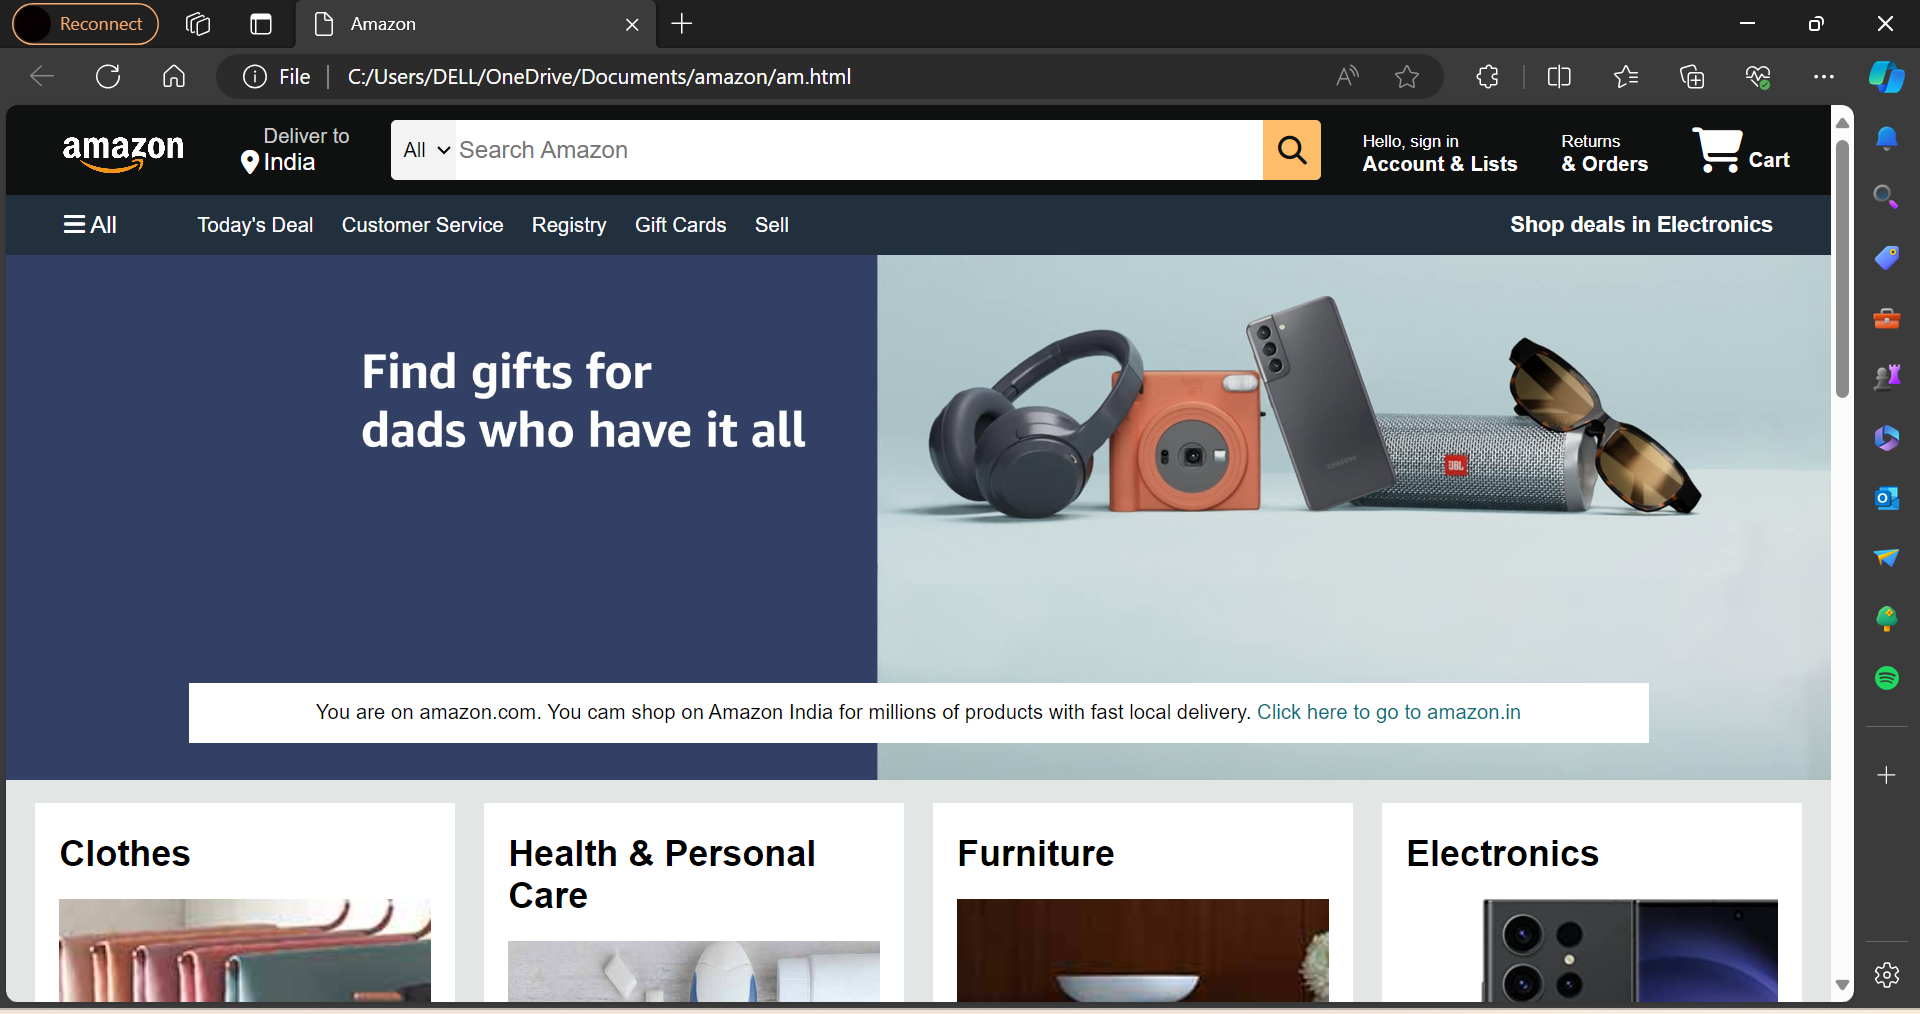 Reconnect
Amazon
File
C:/Users/DELL/OneDrive/Documents/amazon/am.html
amazon
Deliver to
India
All
Search Amazon
Hello, sign in
Account & Lists
Returns
& Orders
Cart
All
Today's Deal
Customer Service
Registry
Gift Cards
Sell
Shop deals in Electronics
Find gifts for
dads who have it all
SAMSUNG
JBL
You are on amazon.com. You cam shop on Amazon India for millions of products with fast local delivery. Click here to go to amazon.in
Clothes
Health & Personal
Care
Furniture
Electronics